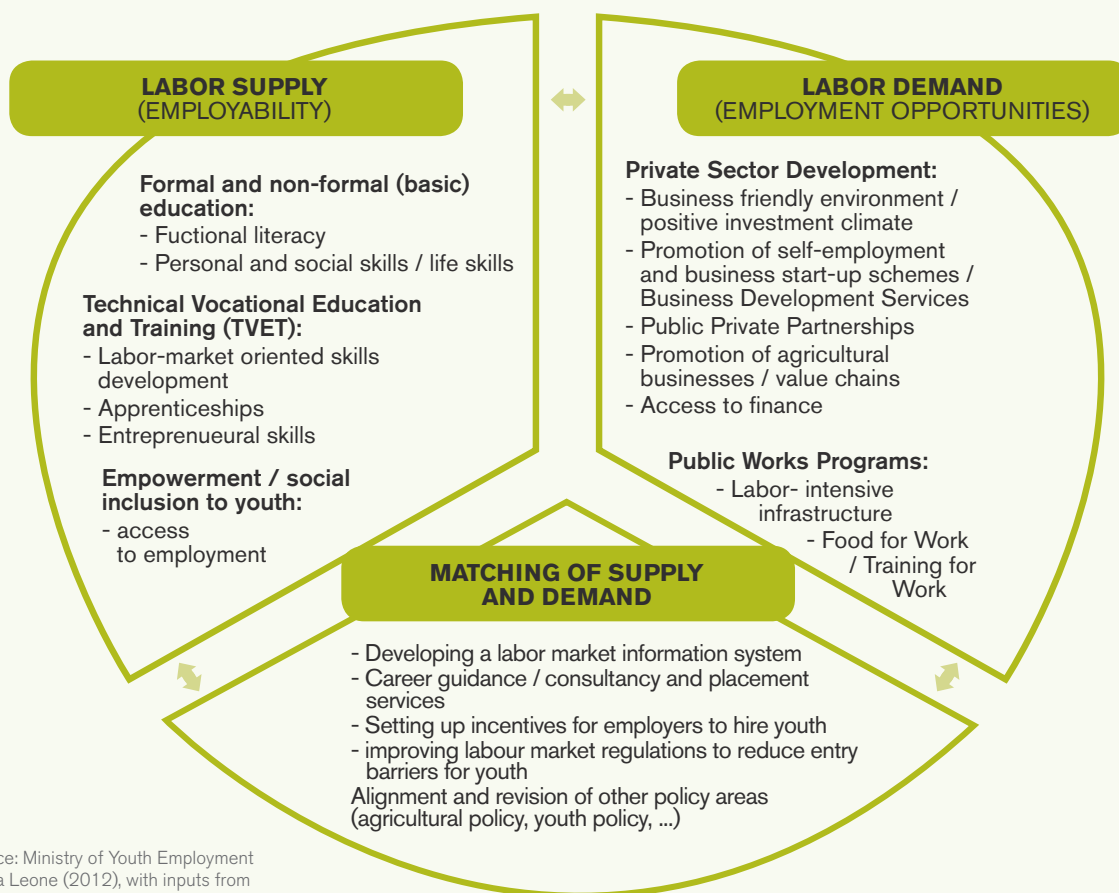 LABOR SUPPLY
(EMPLOYABILITY)
Formal and non-formal (basic)
education:
- Fuctional literacy
- Personal and social skills / life skills
Technical Vocational Education
and Training (TVET):
- Labor-market oriented skills
development
- Apprenticeships
- Entreprenueural skills
Empowerment / social
inclusion to youth:
- access
to employment
LABOR DEMAND
(EMPLOYMENT OPPORTUNITIES)
Private Sector Development:
- Business friendly environment /
positive investment climate
- Promotion of self-employment
and business start-up schemes /
Business Development Services
- Public Private Partnerships
- Promotion of agricultural
businesses / value chains
- Access to finance
Public Works Programs:
- Labor- intensive
infrastructure
- Food for Work
/ Training for
Work
MATCHING OF SUPPLY
AND DEMAND
- Developing a labor market information system
- Career guidance / consultancy and placement
services
- Setting up incentives for employers to hire youth
- improving labour market regulations to reduce entry
barriers for youth
Alignment and revision of other policy areas
(agricultural policy, youth policy, ...)
Ministry of Youth Employment
Leone (2012), with inputs from